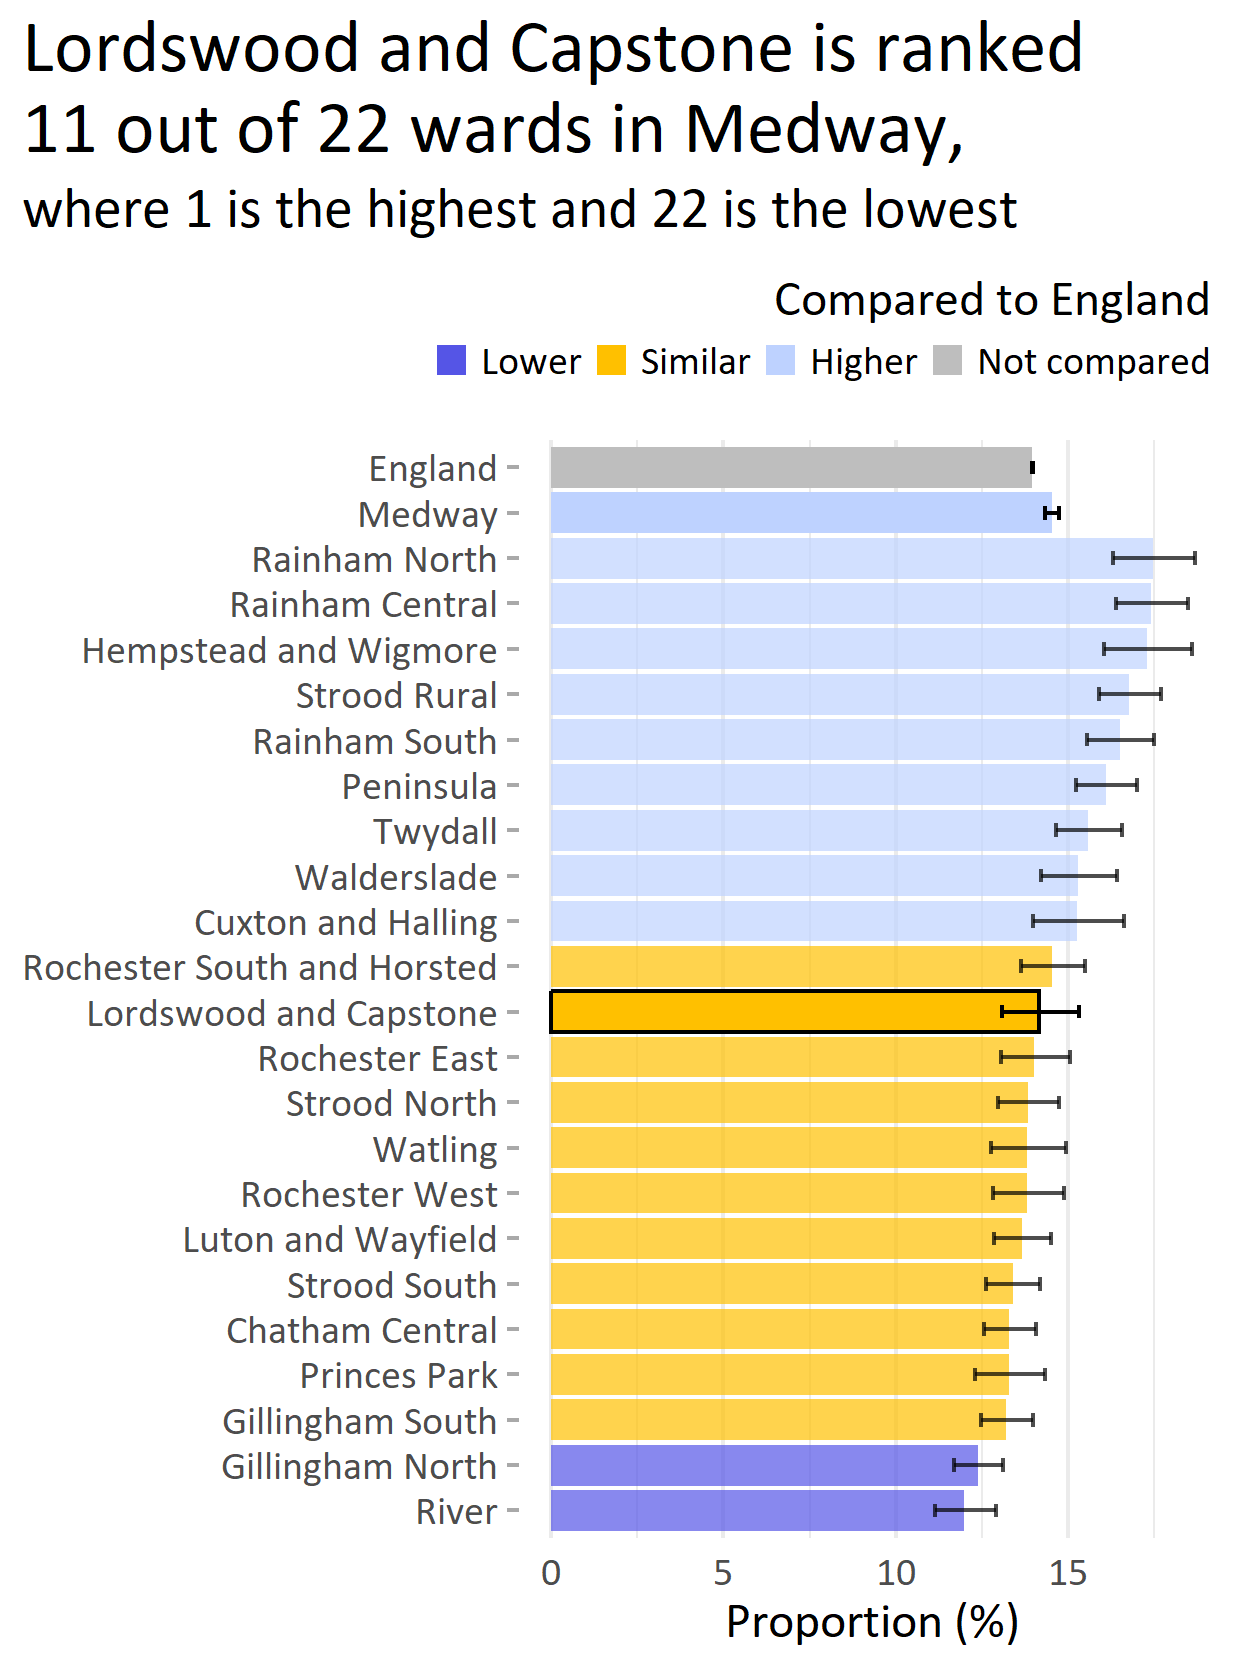 Lordswood and Capstone is ranked
11 out of 22 wards in Medway,
where 1 is the highest and 22 is the lowest
Compared to England
Lower Similar Higher Not compared
England
Medway
Rainham North
Rainham Central
Hempstead and Wigmore
Strood Rural
Rainham South
Peninsula
Twydall
Walderslade
Cuxton and Halling
Rochester South and Horsted
Lordswood and Capstone
Rochester East
Strood North
Watling
Rochester West
Luton and Wayfield
Strood South
Chatham Central
Princes Park
Gillingham South
Gillingham North
River
0 5 10 15
Proportion (%)